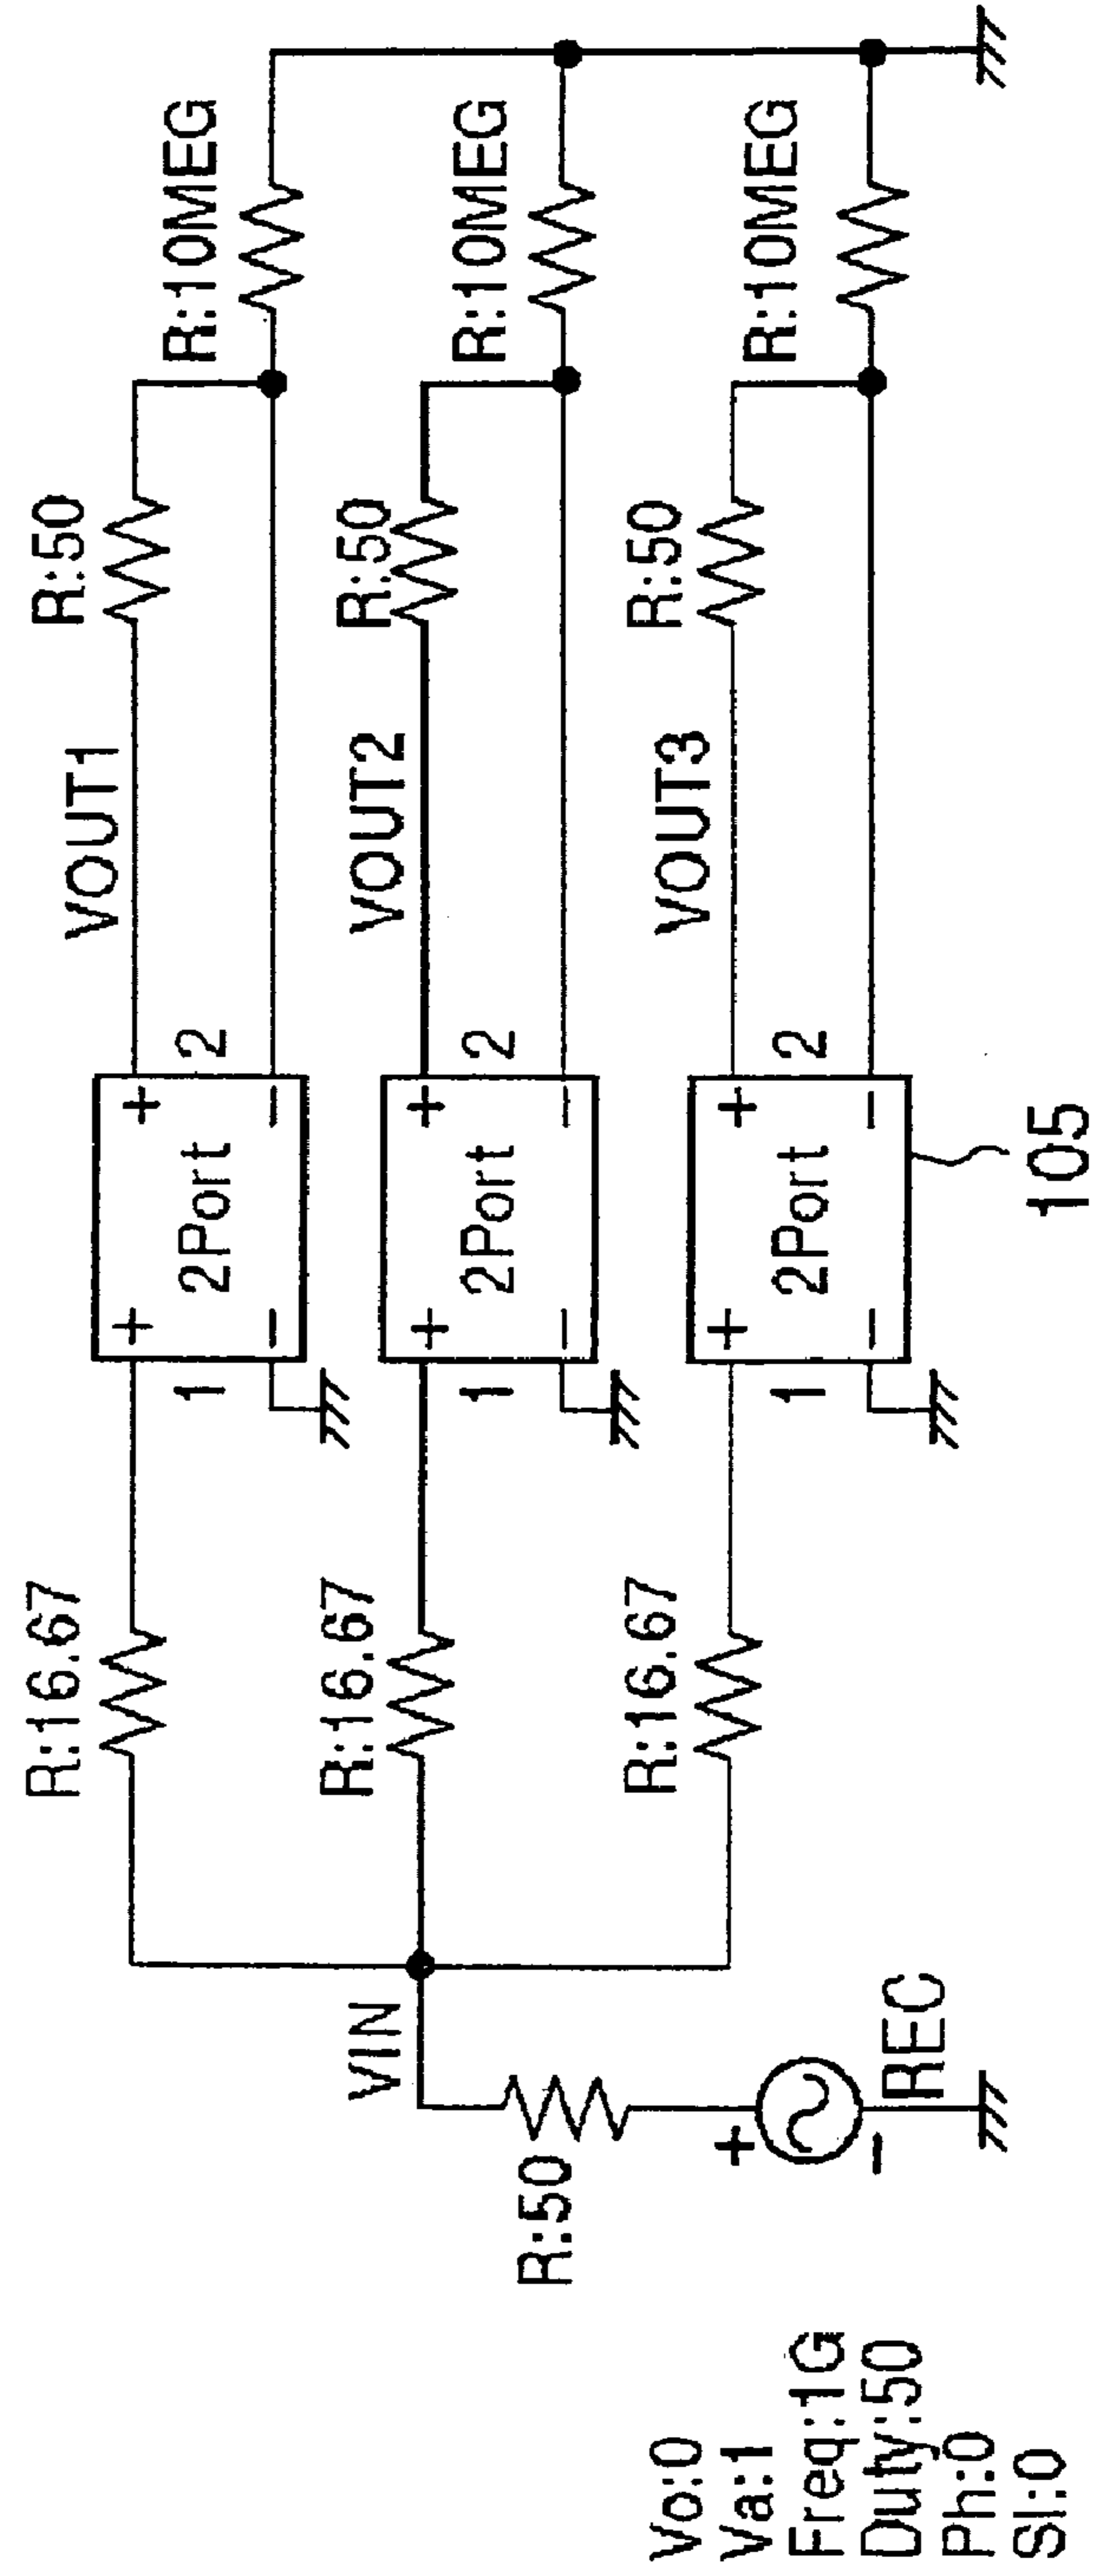 R:16.67
1
+
+
2Port
−
−
2
VOUT1
R:50
R:10MEG
VIN
R:16.67
1
+
+
2Port
−
−
2
VOUT2
R:50
R:10MEG
R:16.67
1
+
+
2Port
−
−
2
VOUT3
R:50
R:10MEG
105
R:50
+
−
REC
Vo:0
Va:1
Freq:1G
Duty:50
Ph:0
Sl:0